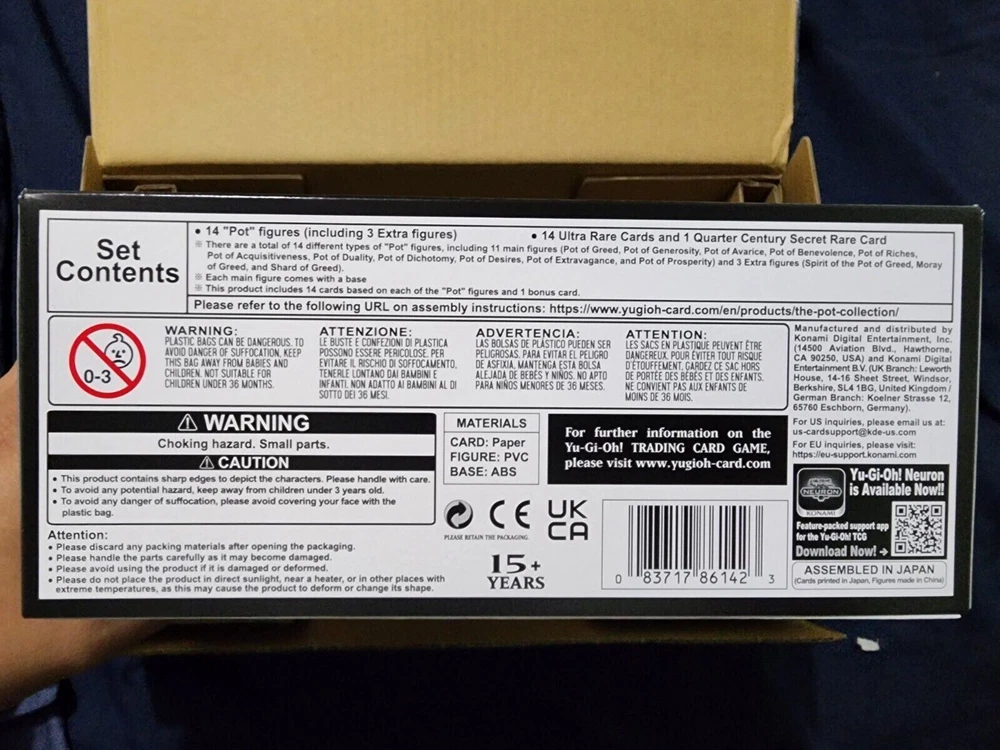 Set
Contents
• 14 "Pot" figures (including 3 Extra figures)
• 14 Ultra Rare Cards and 1 Quarter Century Secret Rare Card
※ There are a total of 14 different types of "Pot" figures, including 11 main figures (Pot of Greed, Pot of Generosity, Pot of Avarice, Pot of Benevolence, Pot of Riches,
Pot of Acquisitiveness, Pot of Duality, Pot of Dichotomy, Pot of Desires, Pot of Extravagance, and Pot of Prosperity) and 3 Extra figures (Spirit of the Pot of Greed, Moray
of Greed, and Shard of Greed).
※ Each main figure comes with a base
※ This product includes 14 cards based on each of the "Pot" figures and 1 bonus card.
Please refer to the following URL on assembly instructions: https://www.yugioh-card.com/en/products/the-pot-collection/
0-3
WARNING:
PLASTIC BAGS CAN BE DANGEROUS. TO
AVOID DANGER OF SUFFOCATION, KEEP
THIS BAG AWAY FROM BABIES AND
CHILDREN. NOT SUITABLE FOR
CHILDREN UNDER 36 MONTHS.
ATTENZIONE:
LE BUSTE E CONFEZIONI DI PLASTICA
POSSONO ESSERE PERICOLOSE. PER
EVITARE IL RISCHIO DI SOFFOCAMENTO,
TENERLE LONTANO DAI BAMBINI E
INFANTI. NON ADATTO AI BAMBINI AL DI
SOTTO DEI 36 MESI.
ADVERTENCIA:
LAS BOLSAS DE PLÁSTICO PUEDEN SER
PELIGROSAS. PARA EVITAR EL PELIGRO
DE ASFIXIA, MANTENGA ESTA BOLSA
ALEJADA DE BEBÉS Y NIÑOS. NO APTO
PARA NIÑOS MENORES DE 36 MESES.
ATTENTION:
LES SACS EN PLASTIQUE PEUVENT ÊTRE
DANGEREUX. POUR ÉVITER TOUT RISQUE
D'ÉTOUFFEMENT, GARDEZ CE SAC HORS
DE PORTÉE DES BÉBÉS ET DES ENFANTS.
NE CONVIENT PAS AUX ENFANTS DE
MOINS DE 36 MOIS.
Manufactured and distributed by
Konami Digital Entertainment, Inc.
(14500 Aviation Blvd., Hawthorne,
CA 90250, USA) and Konami Digital
Entertainment B.V. (UK Branch: Leworth
House, 14-16 Sheet Street, Windsor,
Berkshire, SL4 1BG, United Kingdom /
German Branch: Koelner Strasse 12,
65760 Eschborn, Germany).
For US inquiries, please email us at:
us-cardsupport@kde-us.com
For EU inquiries, please visit:
https://eu-support.konami.com
⚠ WARNING
Choking hazard. Small parts.
⚠ CAUTION
• This product contains sharp edges to depict the characters. Please handle with care.
• To avoid any potential hazard, keep away from children under 3 years old.
• To avoid any danger of suffocation, please avoid covering your face with the
plastic bag.
MATERIALS
CARD: Paper
FIGURE: PVC
BASE: ABS
For further information on the
Yu-Gi-Oh! TRADING CARD GAME,
please visit www.yugioh-card.com
NEURON
KONAMI
Yu-Gi-Oh! Neuron
is Available Now!!
Feature-packed support app
for the Yu-Gi-Oh! TCG
Download Now! →
Attention:
• Please discard any packing materials after opening the packaging.
• Please handle the parts carefully as it may become damaged.
• Please avoid using the product if it is damaged or deformed.
• Please do not place the product in direct sunlight, near a heater, or in other places with
extreme temperatures, as this may cause the product to deform or change its shape.
PLEASE RETAIN THE PACKAGING.
CE
UK
CA
15+
YEARS
0 83717 86142 3
ASSEMBLED IN JAPAN
(Cards printed in Japan, Figures made in China)